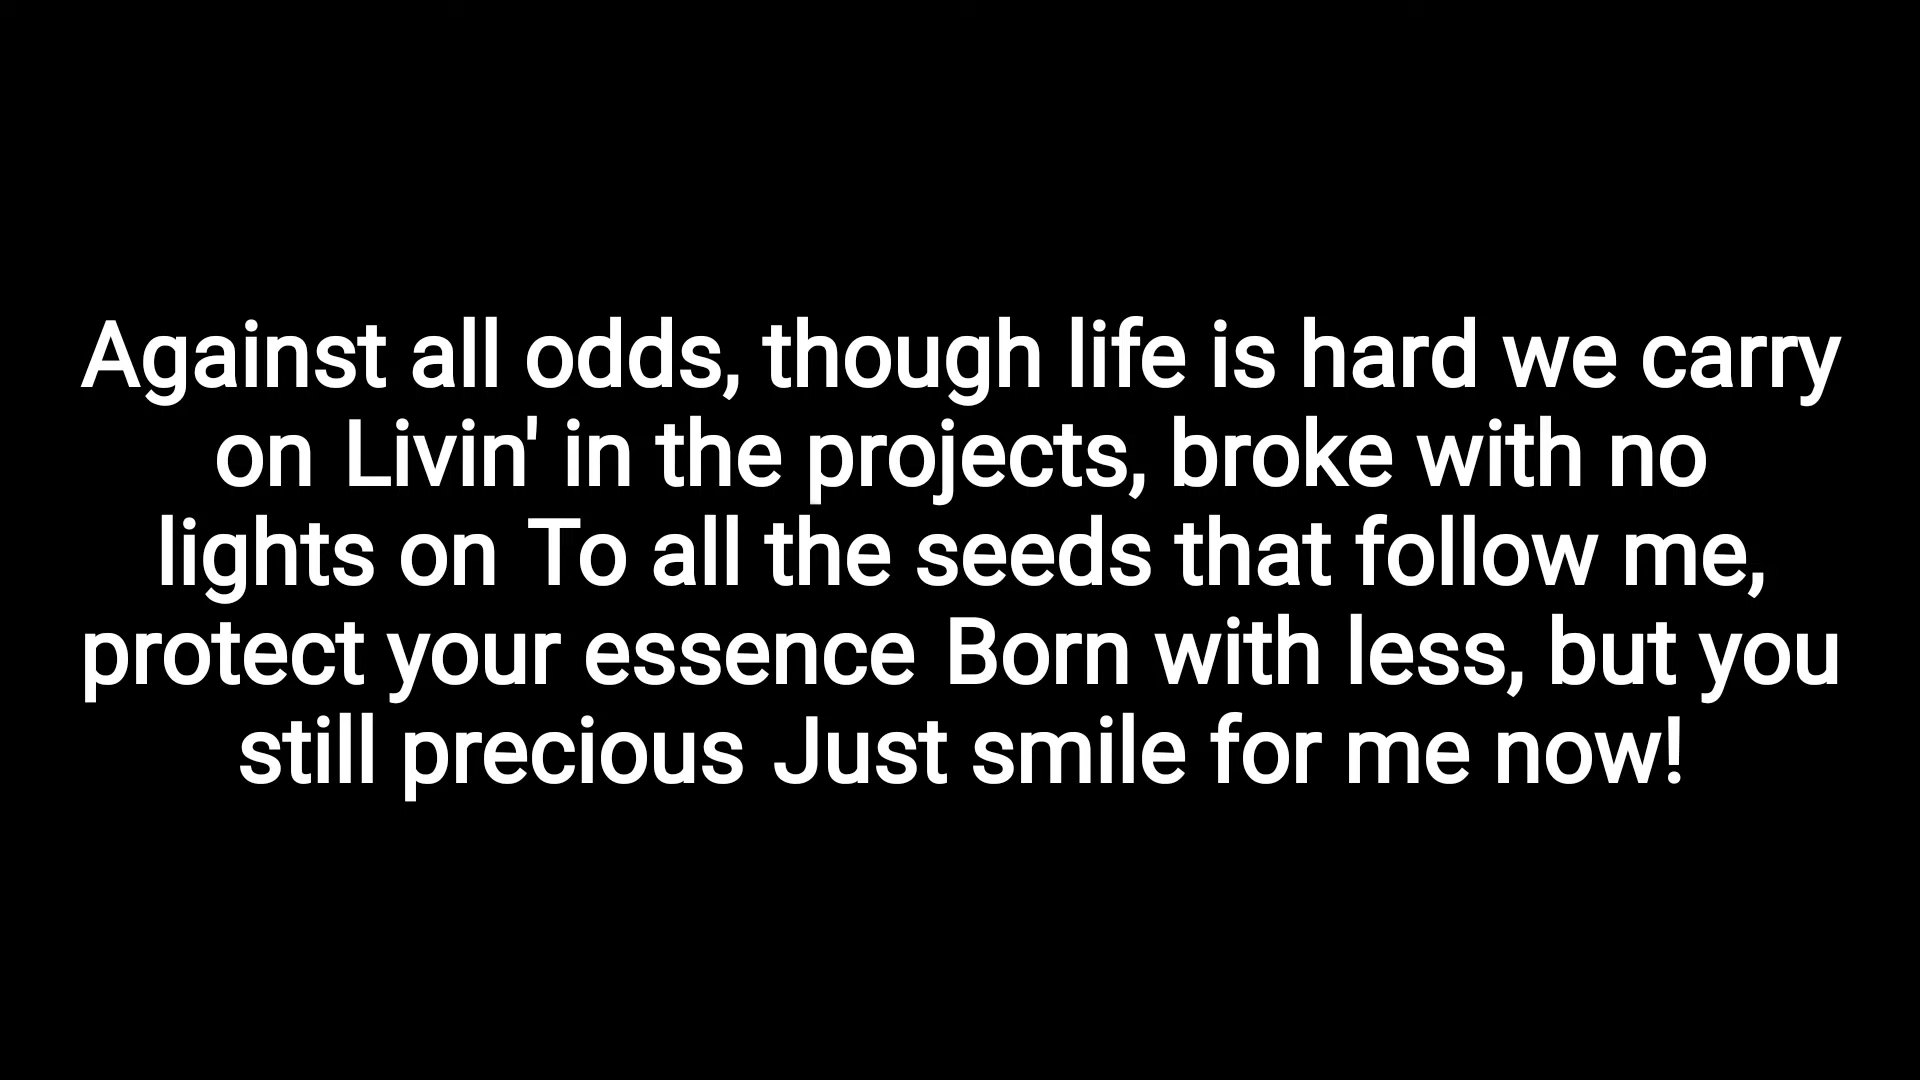 Against all odds, though life is hard we carry
on Livin' in the projects, broke with no
lights on To all the seeds that follow me,
protect your essence Born with less, but you
still precious Just smile for me now!